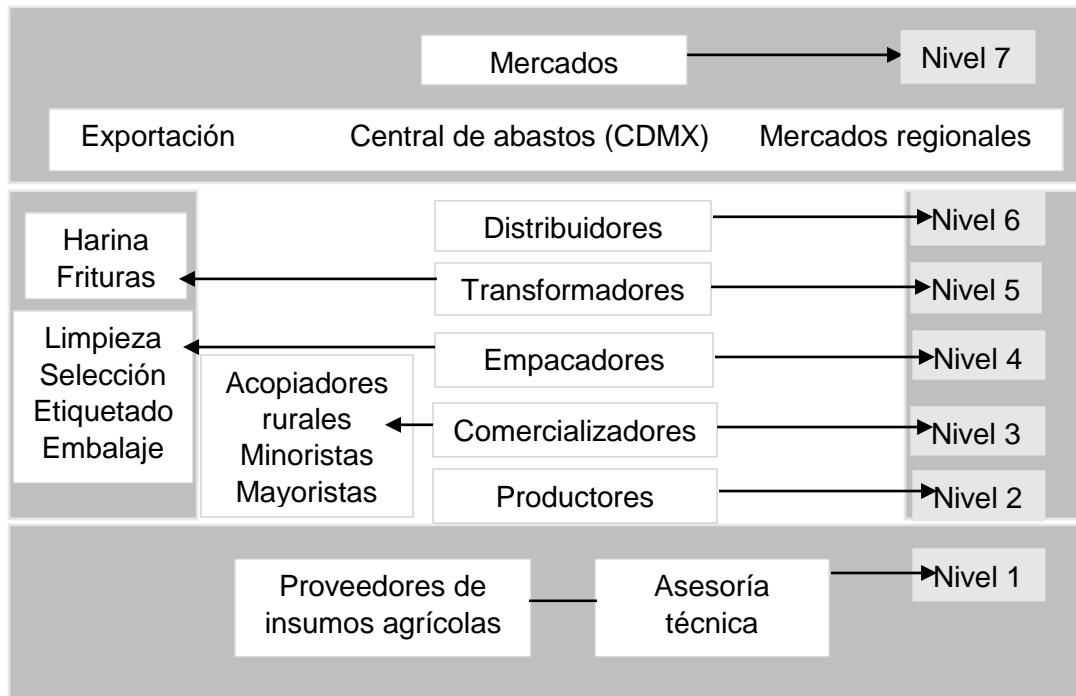 Mercados
Nivel 7
Exportación
Central de abastos (CDMX)
Mercados regionales
Harina
Frituras
Distribuidores
Nivel 6
Transformadores
Nivel 5
Limpieza
Selección
Etiquetado
Embalaje
Empacadores
Nivel 4
Acopiadores
rurales
Minoristas
Mayoristas
Comercializadores
Nivel 3
Productores
Nivel 2
Proveedores de
insumos agrícolas
Asesoría
técnica
Nivel 1